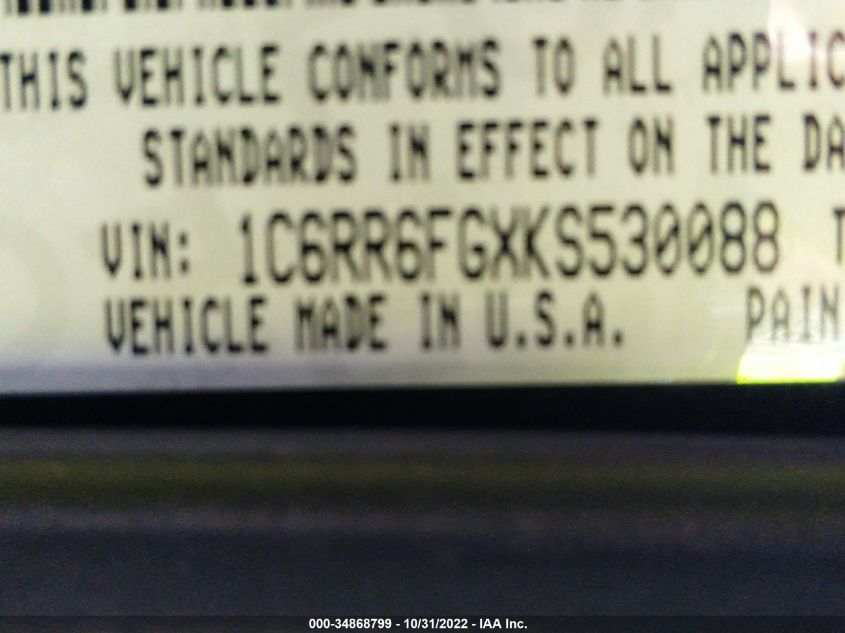 THIS VEHICLE CONFORMS TO ALL APPLIC
STANDARDS IN EFFECT ON THE DA
VIN: 1C6RR6FGXKS530088 T
VEHICLE MADE IN U.S.A. PAIN
000-34868799 - 10/31/2022 - IAA Inc.